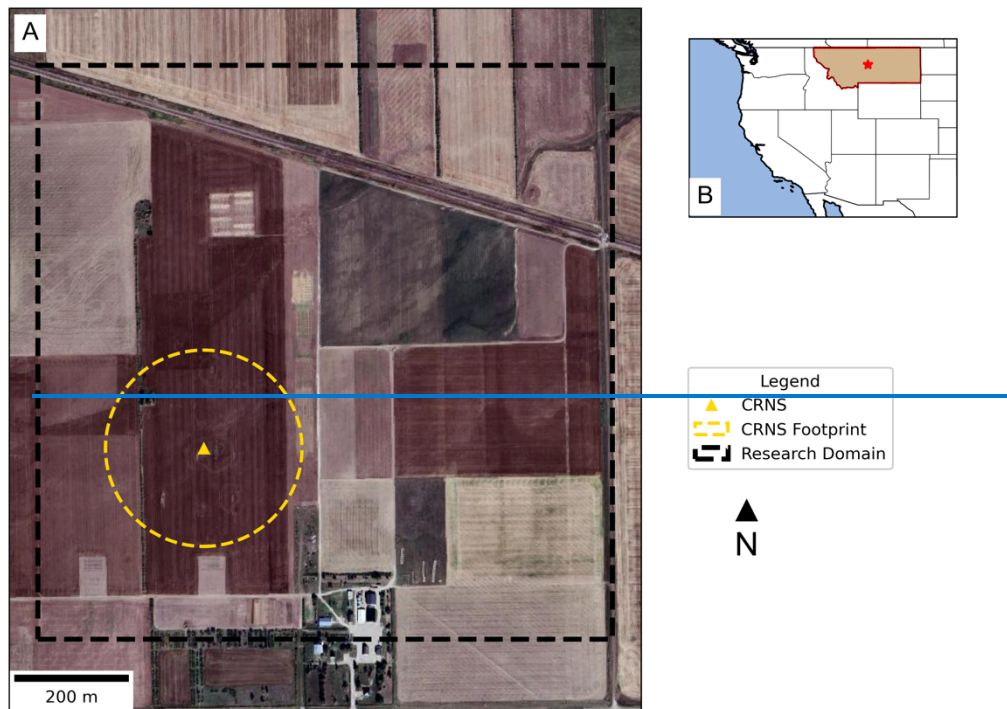 A
B
Legend
CRNS
CRNS Footprint
Research Domain
N
200 m